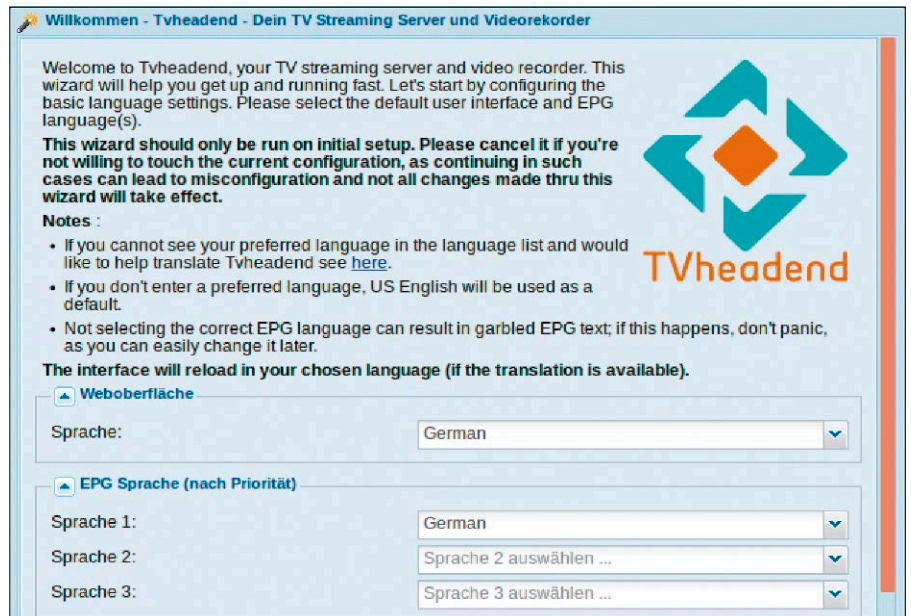 Willkommen - Tvheadend - Dein TV Streaming Server und Videorekorder
Welcome to Tvheadend, your TV streaming server and video recorder. This
wizard will help you get up and running fast. Let's start by configuring the
basic language settings. Please select the default user interface and EPG
language(s).
This wizard should only be run on initial setup. Please cancel it if you're
not willing to touch the current configuration, as continuing in such
cases can lead to misconfiguration and not all changes made thru this
wizard will take effect.
Notes :
• If you cannot see your preferred language in the language list and would
like to help translate Tvheadend see here.
• If you don't enter a preferred language, US English will be used as a
default.
• Not selecting the correct EPG language can result in garbled EPG text; if this happens, don't panic,
as you can easily change it later.
The interface will reload in your chosen language (if the translation is available).
TVheadend
Weboberfläche
Sprache: German
EPG Sprache (nach Priorität)
Sprache 1: German
Sprache 2: Sprache 2 auswählen ...
Sprache 3: Sprache 3 auswählen ...